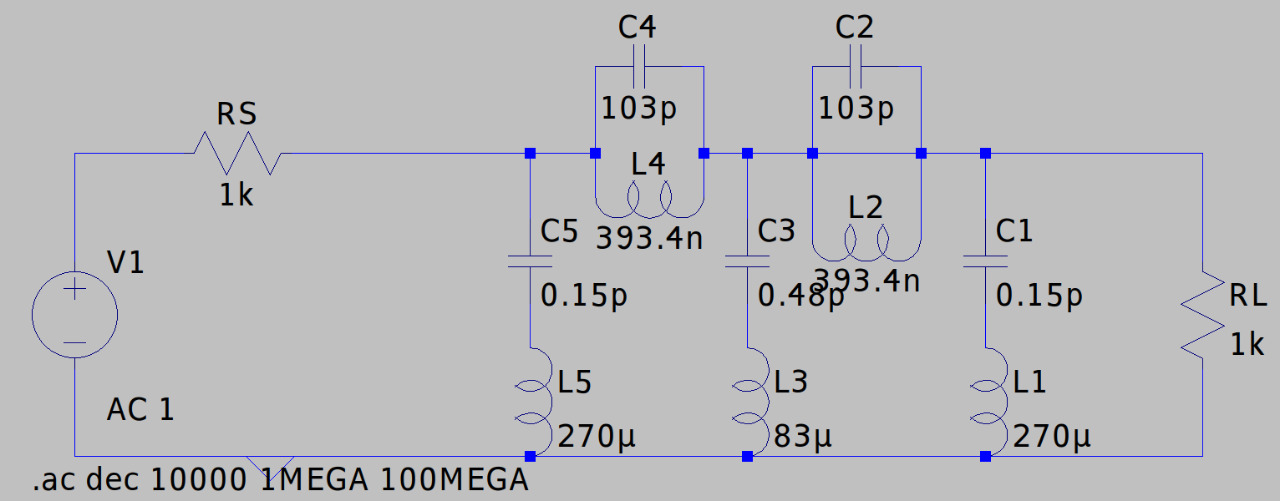 C4
C2
103p
103p
RS
1k
L4
393.4n
L2
393.4n
C5
0.15p
C3
0.48p
C1
0.15p
V1
AC 1
RL
1k
L5
270µ
L3
83µ
L1
270µ
.ac dec 10000 1MEGA 100MEGA